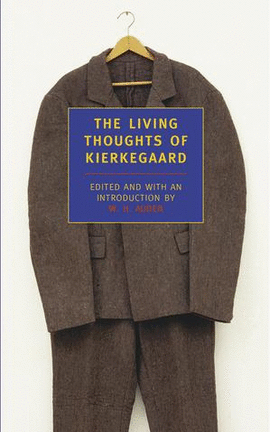 THE LIVING
THOUGHTS OF
KIERKEGAARD
EDITED AND WITH AN
INTRODUCTION BY
W. H. AUDEN